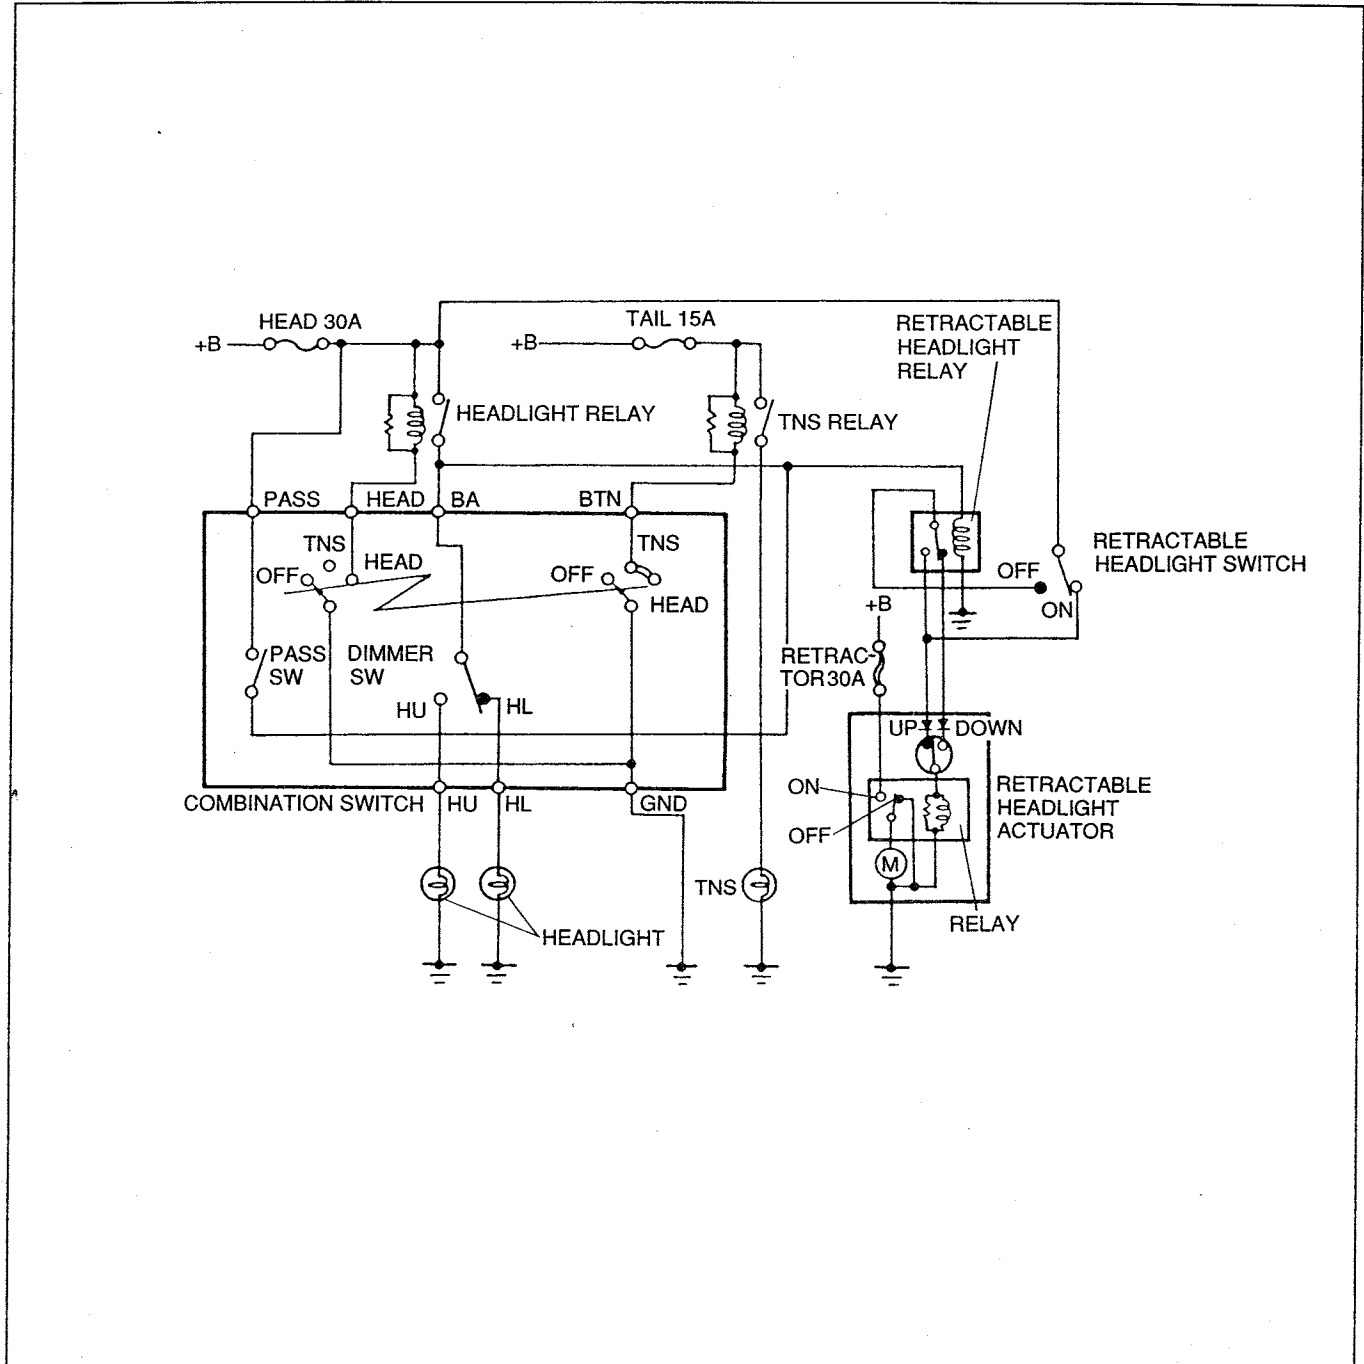 HEAD 30A
TAIL 15A
RETRACTABLE
HEADLIGHT
RELAY
+B
+B
HEADLIGHT RELAY
TNS RELAY
PASS
HEAD
BA
BTN
TNS
HEAD
OFF
TNS
OFF
HEAD
RETRACTABLE
HEADLIGHT SWITCH
OFF
ON
+B
PASS
SW
DIMMER
SW
HU
HL
RETRAC-
TOR 30A
UP
DOWN
ON
OFF
M
RETRACTABLE
HEADLIGHT
ACTUATOR
COMBINATION SWITCH
HU
HL
GND
TNS
RELAY
HEADLIGHT